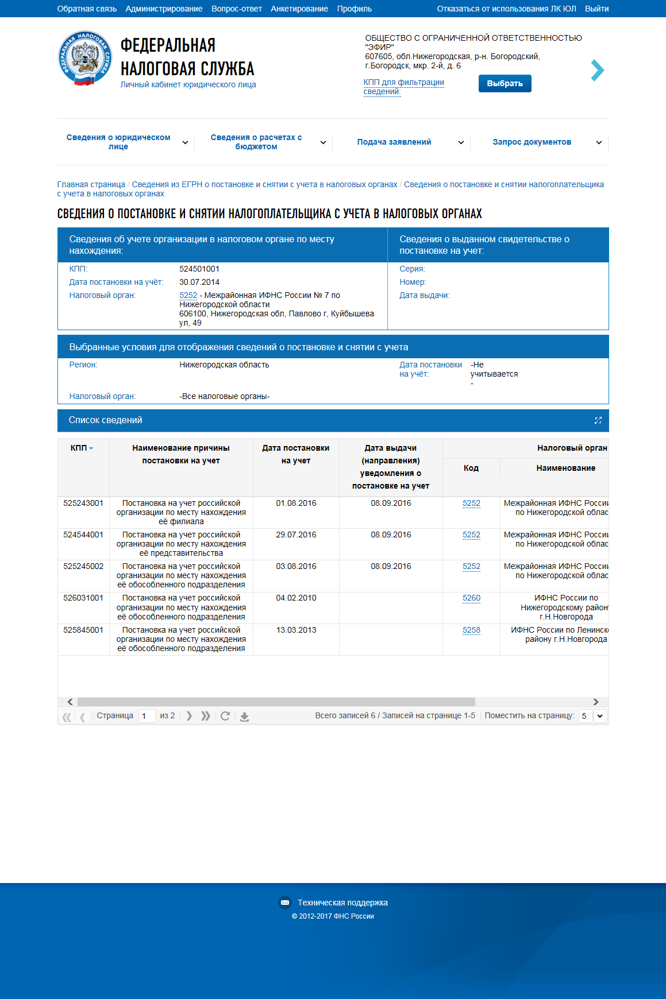 Обратная связь Администрирование Вопрос-ответ Анкетирование Профиль Отказаться от использования ЛК ЮЛ Выйти
ФЕДЕРАЛЬНАЯ НАЛОГОВАЯ СЛУЖБА
ФЕДЕРАЛЬНАЯ
НАЛОГОВАЯ СЛУЖБА
Личный кабинет юридического лица
ОБЩЕСТВО С ОГРАНИЧЕННОЙ ОТВЕТСТВЕННОСТЬЮ
"ЭФИР"
607605, обл.Нижегородская, р-н. Богородский,
г.Богородск, мкр. 2-й, д. 6
КПП для фильтрации
сведений:
Выбрать
Сведения о юридическом
лице
Сведения о расчетах с
бюджетом
Подача заявлений
Запрос документов
Главная страница / Сведения из ЕГРН о постановке и снятии с учета в налоговых органах / Сведения о постановке и снятии налогоплательщика
с учета в налоговых органах
СВЕДЕНИЯ О ПОСТАНОВКЕ И СНЯТИИ НАЛОГОПЛАТЕЛЬЩИКА С УЧЕТА В НАЛОГОВЫХ ОРГАНАХ
Сведения об учете организации в налоговом органе по месту
нахождения:
КПП: 524501001
Дата постановки на учёт: 30.07.2014
Налоговый орган: 5252 - Межрайонная ИФНС России № 7 по
Нижегородской области
606100, Нижегородская обл, Павлово г, Куйбышева
ул, 49
Сведения о выданном свидетельстве о
постановке на учет:
Серия:
Номер:
Дата выдачи:
Выбранные условия для отображения сведений о постановке и снятии с учета
Регион: Нижегородская область
Дата постановки
на учёт:
-Не
учитывается
-
Налоговый орган: -Все налоговые органы-
Список сведений
КПП
Наименование причины
постановки на учет
Дата постановки
на учет
Дата выдачи
(направления)
уведомления о
постановке на учет
Налоговый орган
Код
Наименование
525243001
Постановка на учет российской
организации по месту нахождения
её филиала
01.08.2016
08.09.2016
5252
Межрайонная ИФНС России
по Нижегородской облас
524544001
Постановка на учет российской
организации по месту нахождения
её представительства
29.07.2016
08.09.2016
5252
Межрайонная ИФНС России
по Нижегородской облас
525245002
Постановка на учет российской
организации по месту нахождения
её обособленного подразделения
03.08.2016
08.09.2016
5252
Межрайонная ИФНС России
по Нижегородской облас
526031001
Постановка на учет российской
организации по месту нахождения
её обособленного подразделения
04.02.2010
5260
ИФНС России по
Нижегородскому району
г.Н.Новгорода
525845001
Постановка на учет российской
организации по месту нахождения
её обособленного подразделения
13.03.2013
5258
ИФНС России по Ленинско
району г.Н.Новгорода
Страница 1 из 2
Всего записей 6 / Записей на странице 1-5
Поместить на страницу: 5
Техническая поддержка
© 2012-2017 ФНС России